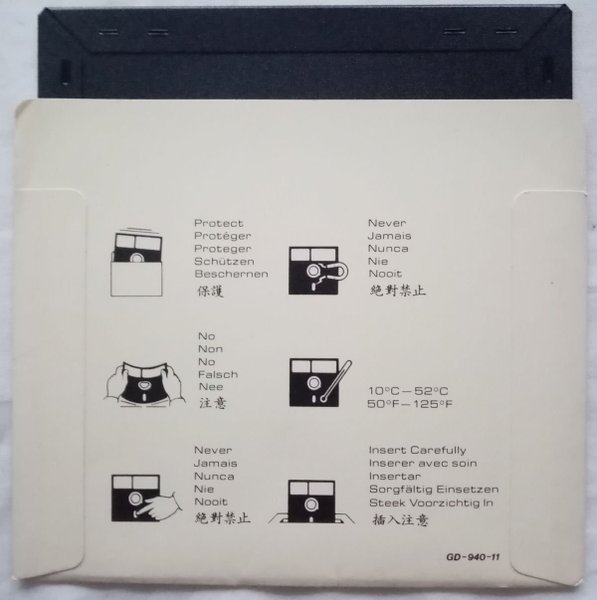 Protect
Protéger
Proteger
Schützen
Beschernen
保護
Never
Jamais
Nunca
Nie
Nooit
絕對禁止
No
Non
No
Falsch
Nee
注意
10°C–52°C
50°F–125°F
Never
Jamais
Nunca
Nie
Nooit
絕對禁止
Insert Carefully
Inserer avec soin
Insertar
Sorgfältig Einsetzen
Steek Voorzichtig In
插入注意
GD-940-11